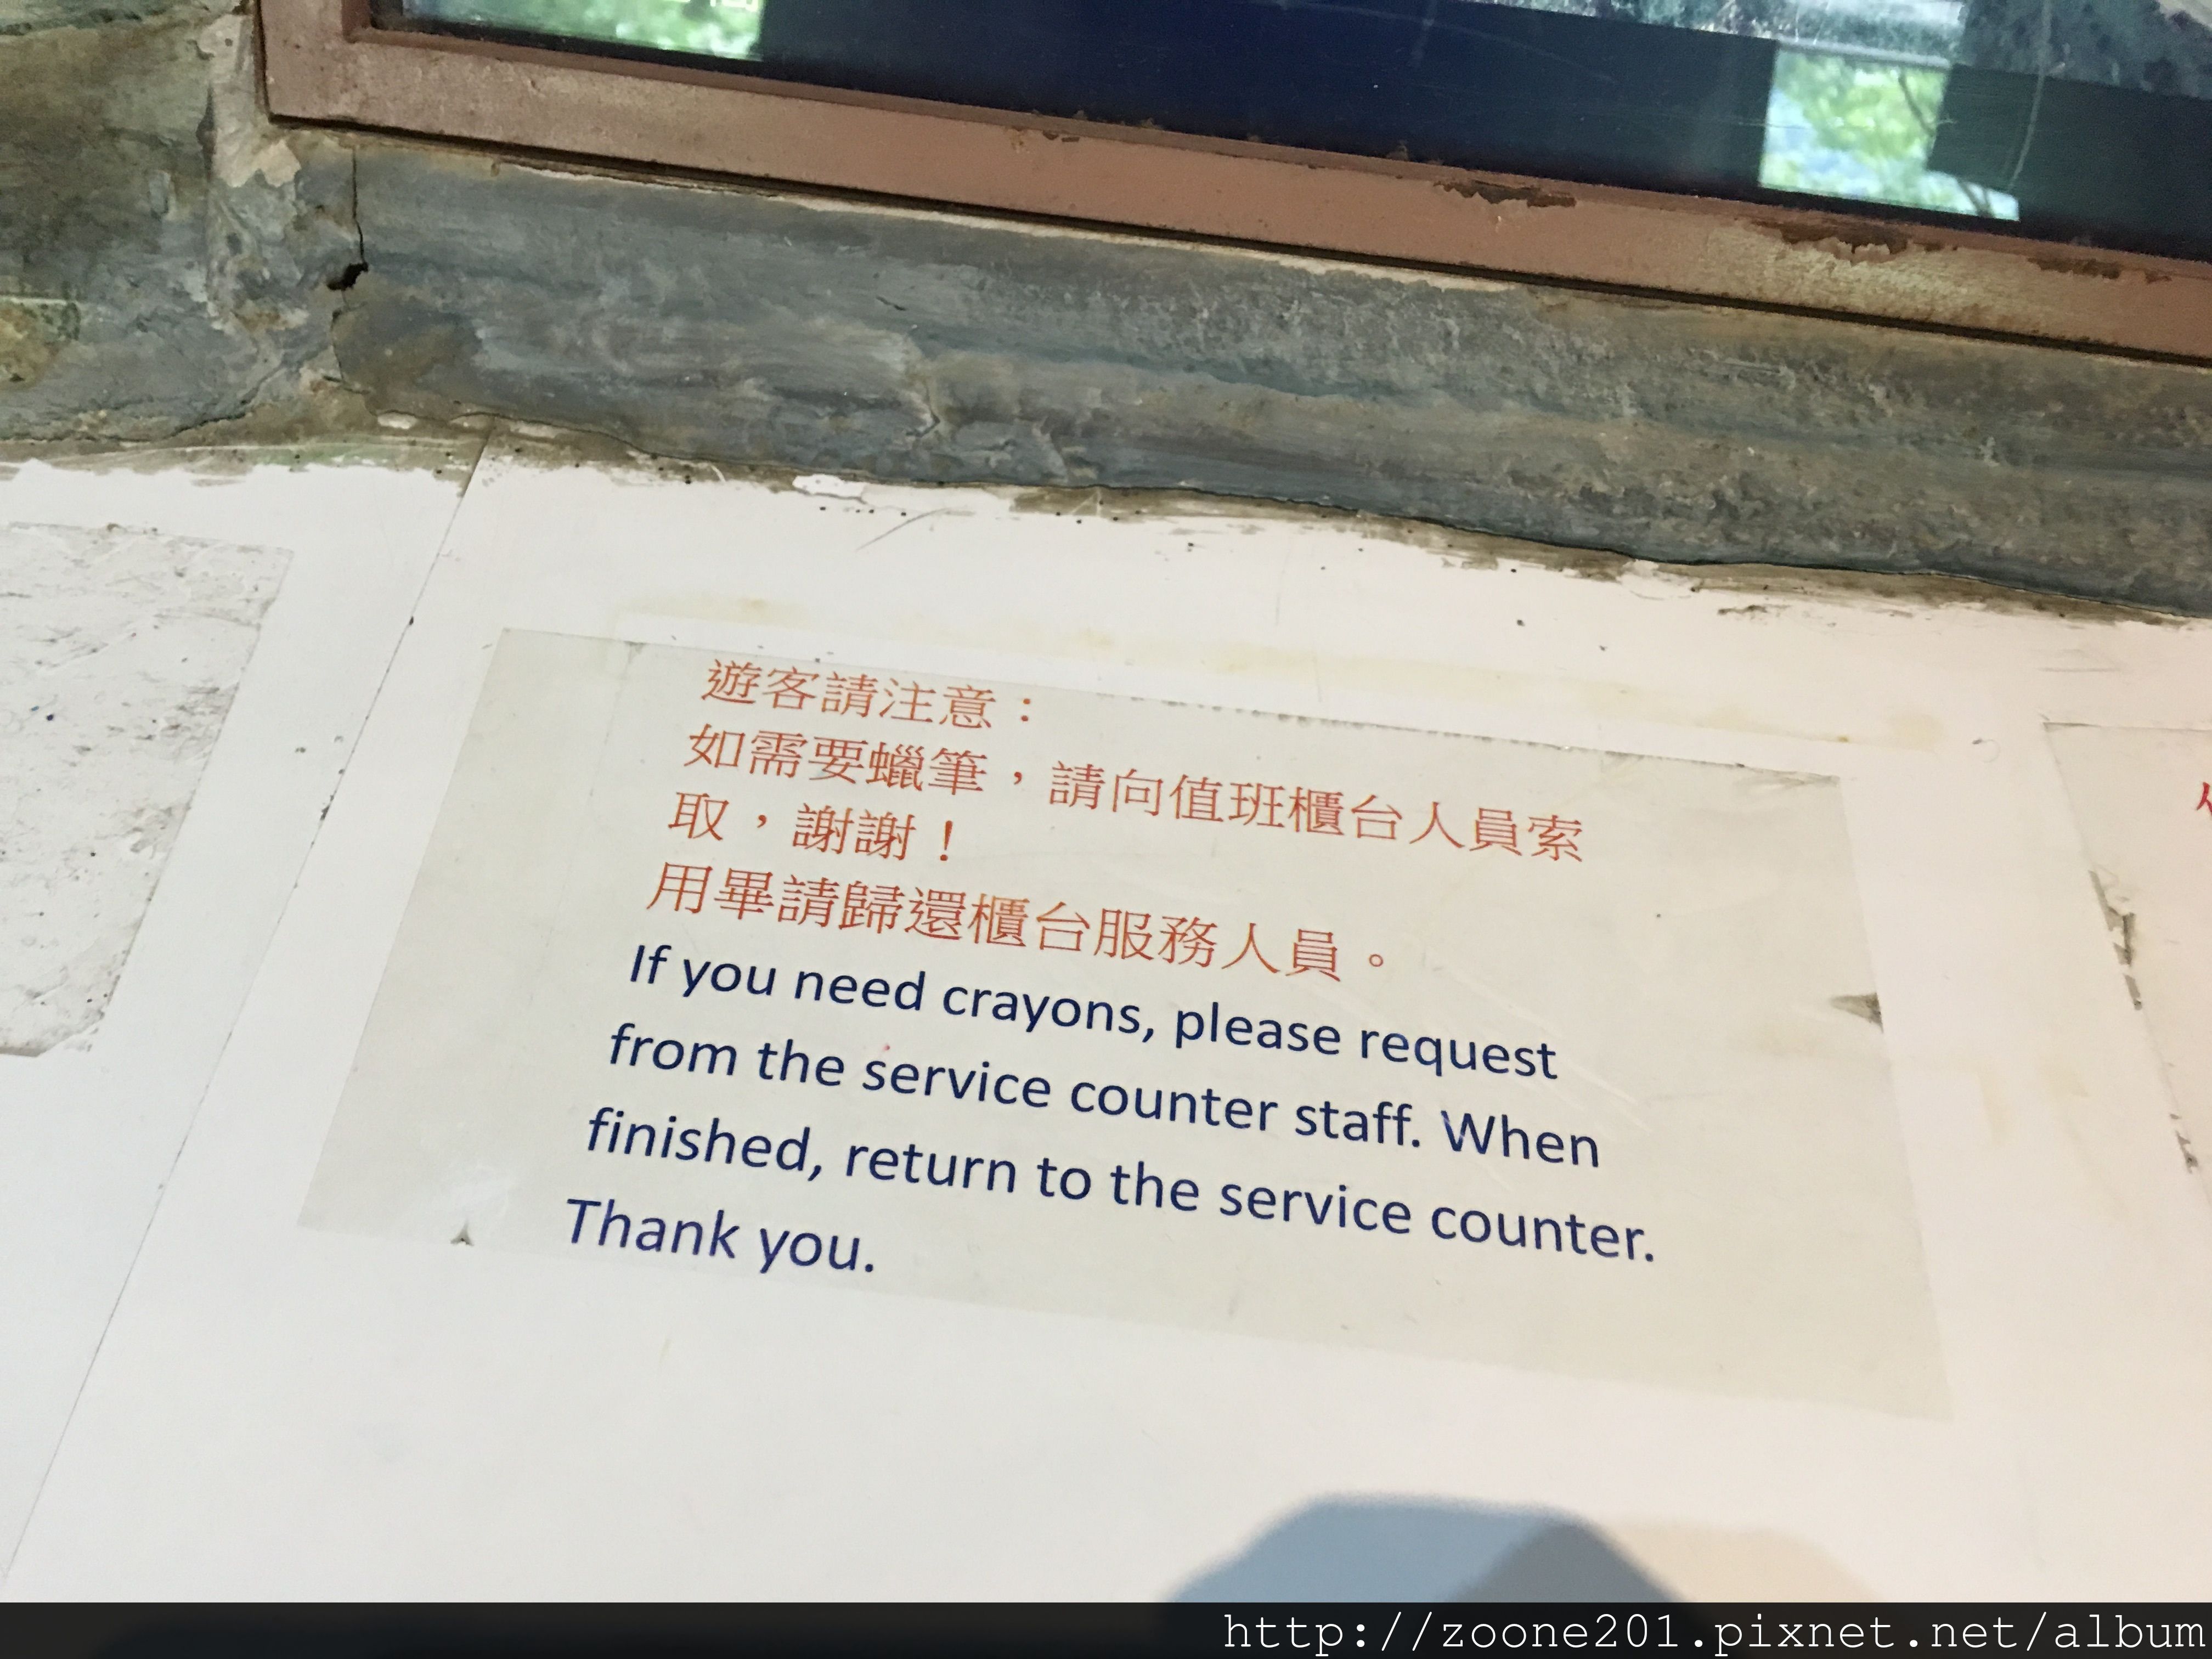 遊客請注意：
如需要蠟筆，請向值班櫃台人員索
取，謝謝！
用畢請歸還櫃台服務人員。
If you need crayons, please request
from the service counter staff. When
finished, return to the service counter.
Thank you.
http://zoone201.pixnet.net/album